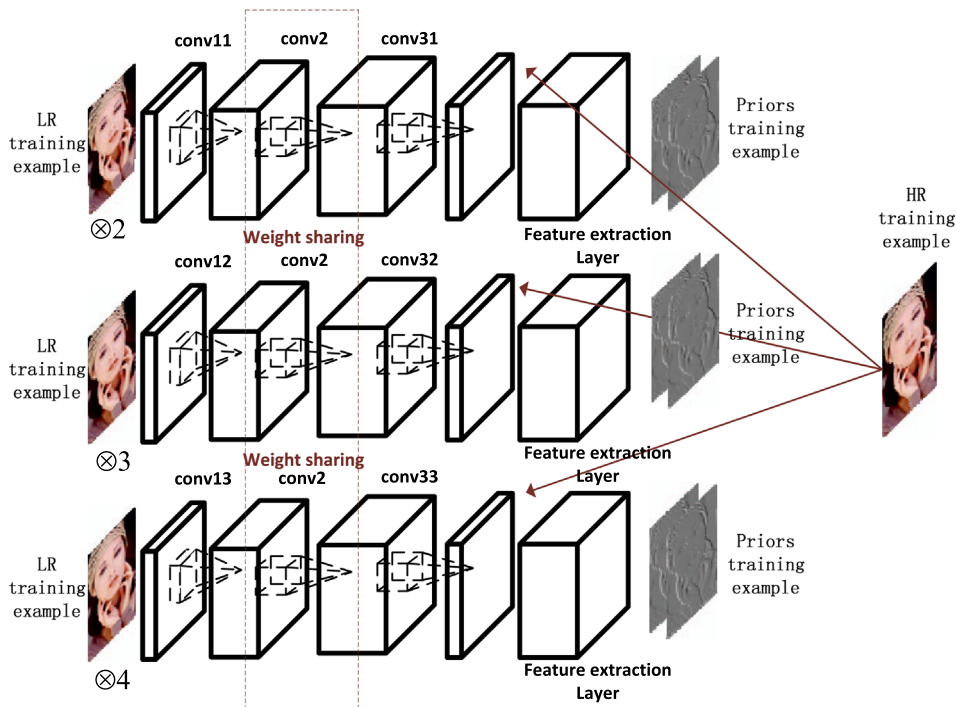 conv11
conv2
conv31
LR
training
example
⊗2
Priors
training
example
HR
training
example
Weight sharing
Feature extraction
Layer
conv12
conv2
conv32
LR
training
example
⊗3
Priors
training
example
Weight sharing
Feature extraction
Layer
conv13
conv2
conv33
LR
training
example
⊗4
Priors
training
example
Feature extraction
Layer